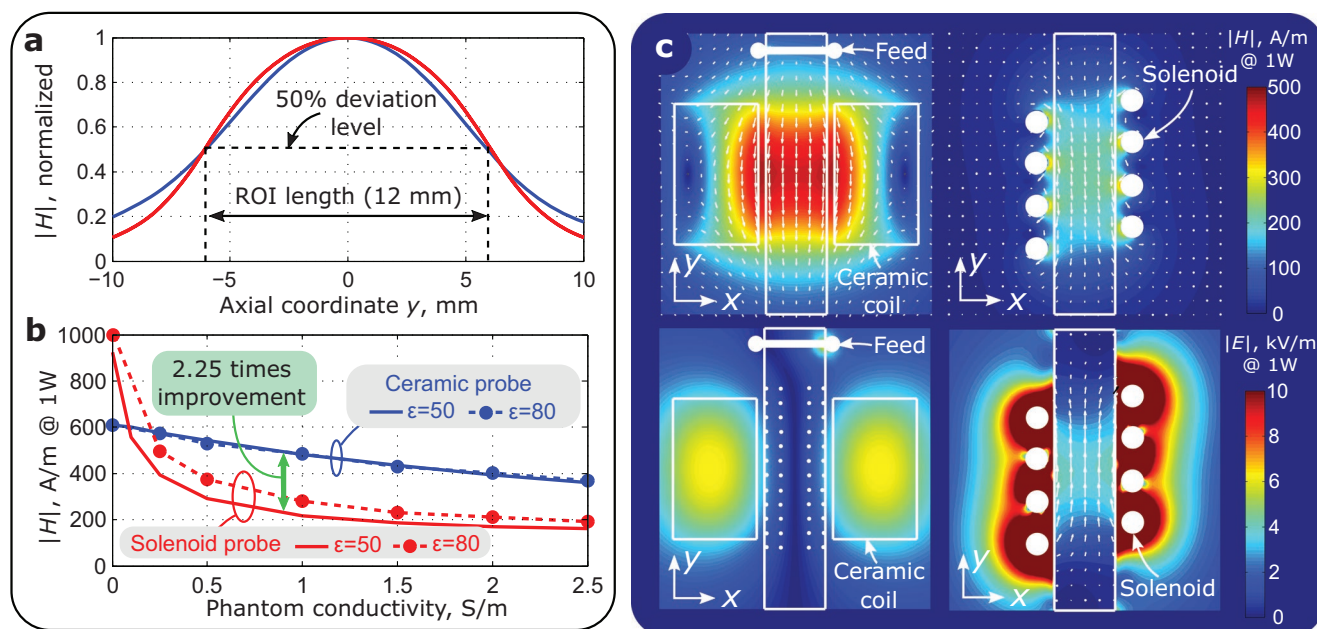 a
|H|, normalized
1
0.8
0.6
0.4
0.2
0
50% deviation
level
ROI length (12 mm)
−10
−5
0
5
10
Axial coordinate y, mm
b
|H|, A/m @ 1W
1000
800
600
400
200
0
2.25 times
improvement
Ceramic probe
ε=50
ε=80
Solenoid probe
ε=50
ε=80
0
0.5
1
1.5
2
2.5
Phantom conductivity, S/m
c
Feed
Ceramic
coil
y
x
Solenoid
y
x
|H|, A/m
@ 1W
500
400
300
200
100
0
Feed
Ceramic
coil
y
x
Solenoid
y
x
|E|, kV/m
@ 1W
10
8
6
4
2
0